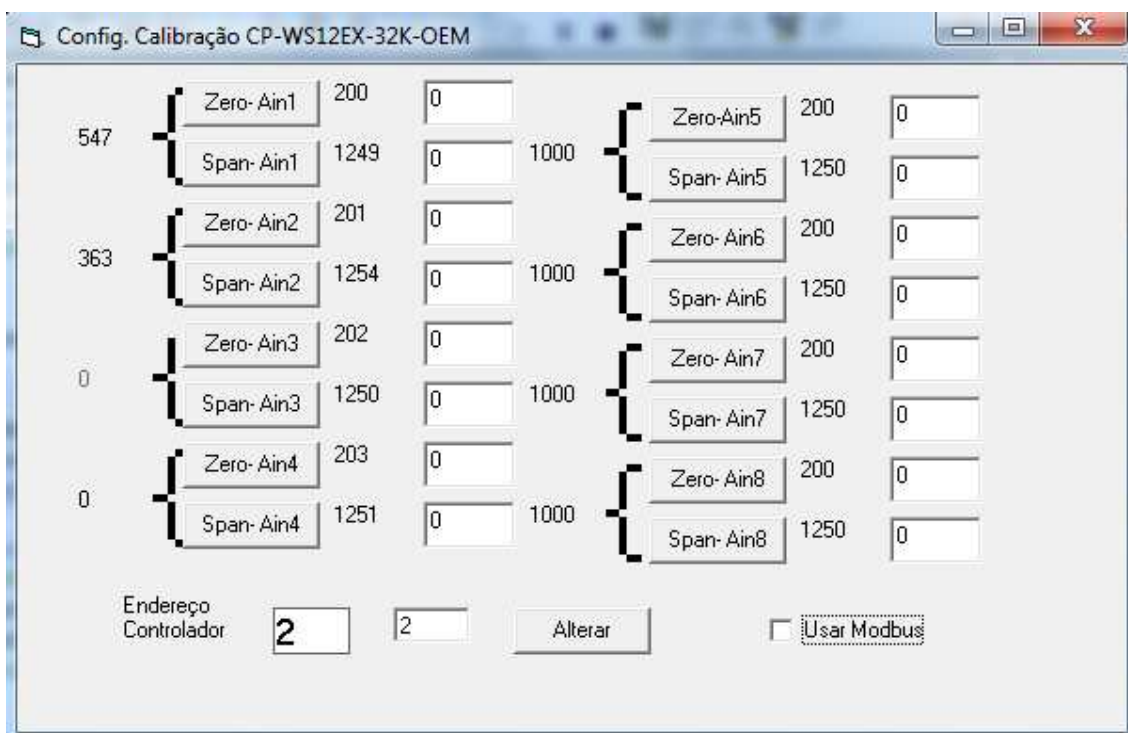 Config. Calibração CP-WS12EX-32K-OEM
547
Zero- Ain1 200 0
Span- Ain1 1249 0
363
Zero- Ain2 201 0
Span- Ain2 1254 0
0
Zero- Ain3 202 0
Span- Ain3 1250 0
0
Zero- Ain4 203 0
Span- Ain4 1251 0
1000
Zero-Ain5 200 0
Span- Ain5 1250 0
1000
Zero- Ain6 200 0
Span- Ain6 1250 0
1000
Zero- Ain7 200 0
Span- Ain7 1250 0
1000
Zero- Ain8 200 0
Span- Ain8 1250 0
Endereço
Controlador 2 2 Alterar Usar Modbus